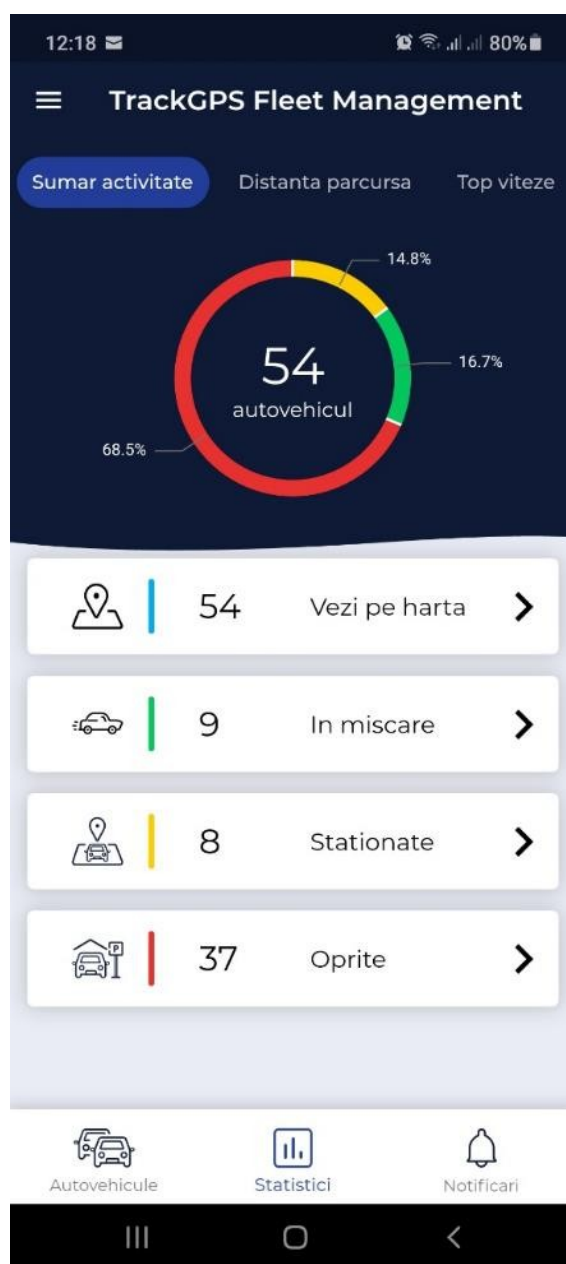 12:18 80%
TrackGPS Fleet Management
Sumar activitate Distanta parcursa Top viteze
14.8%
54
autovehicul
16.7%
68.5%
54 Vezi pe harta
9 In miscare
8 Stationate
P
37 Oprite
Autovehicule Statistici Notificari